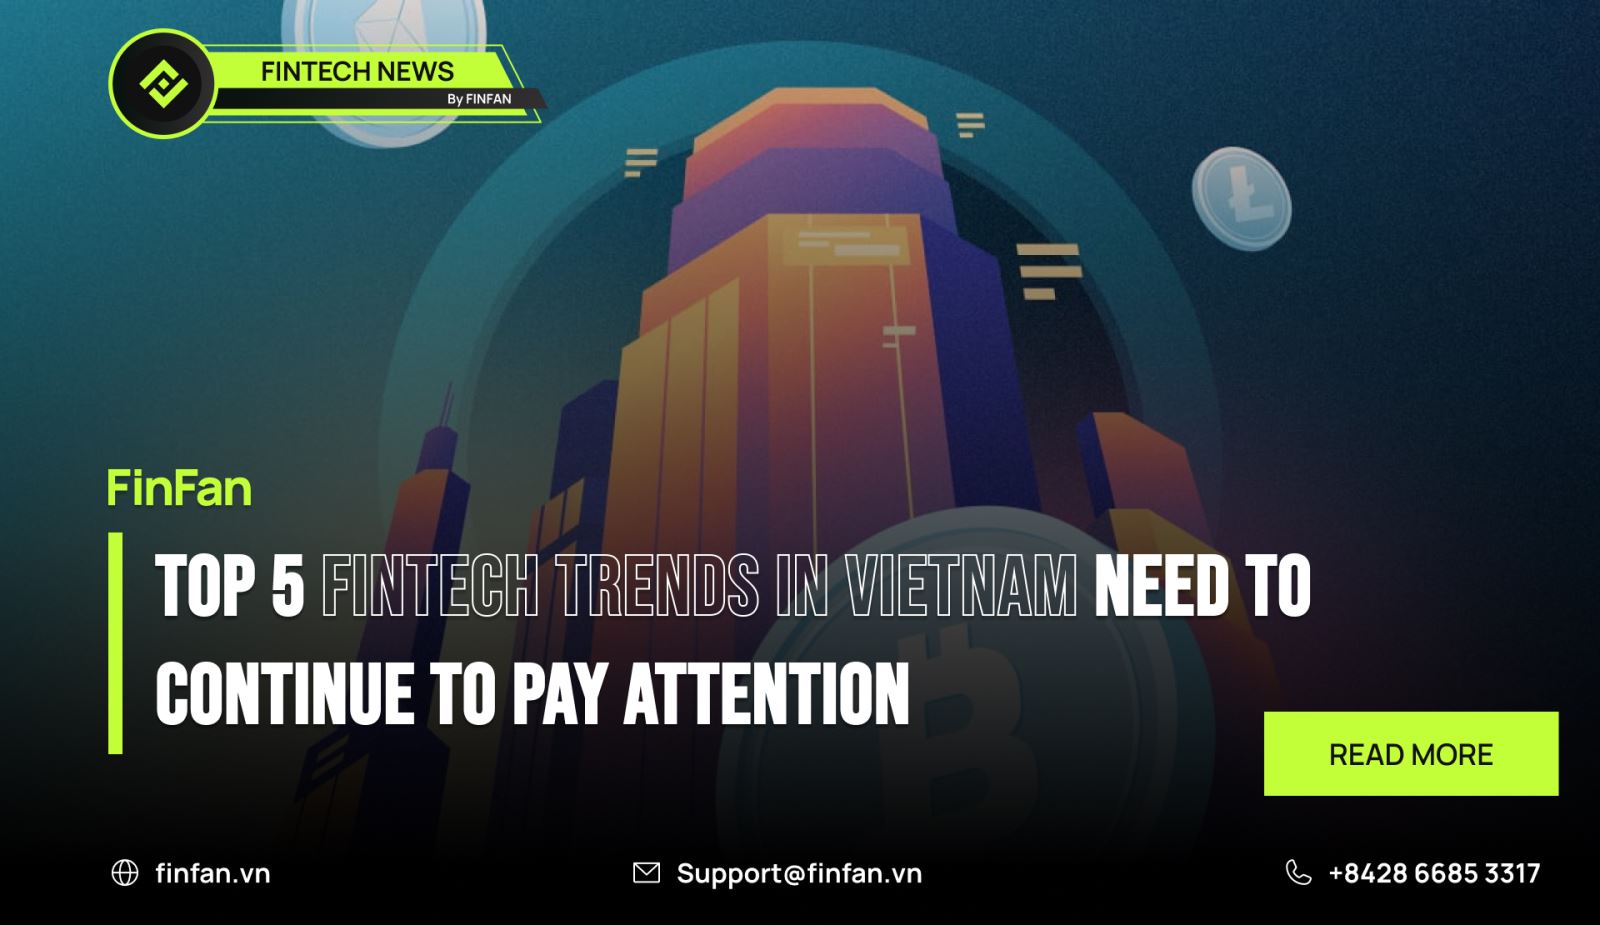 FINTECH NEWS
By FINFAN
FinFan
TOP 5 FINTECH TRENDS IN VIETNAM NEED TO
CONTINUE TO PAY ATTENTION
READ MORE
finfan.vn
Support@finfan.vn
+8428 6685 3317